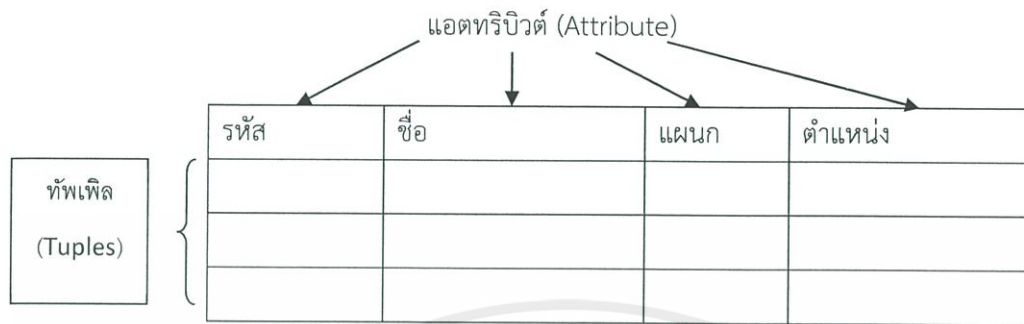 แอตทริบิวต์ (Attribute)
รหัส ชื่อ แผนก ตำแหน่ง
ทัพเพิล
(Tuples)